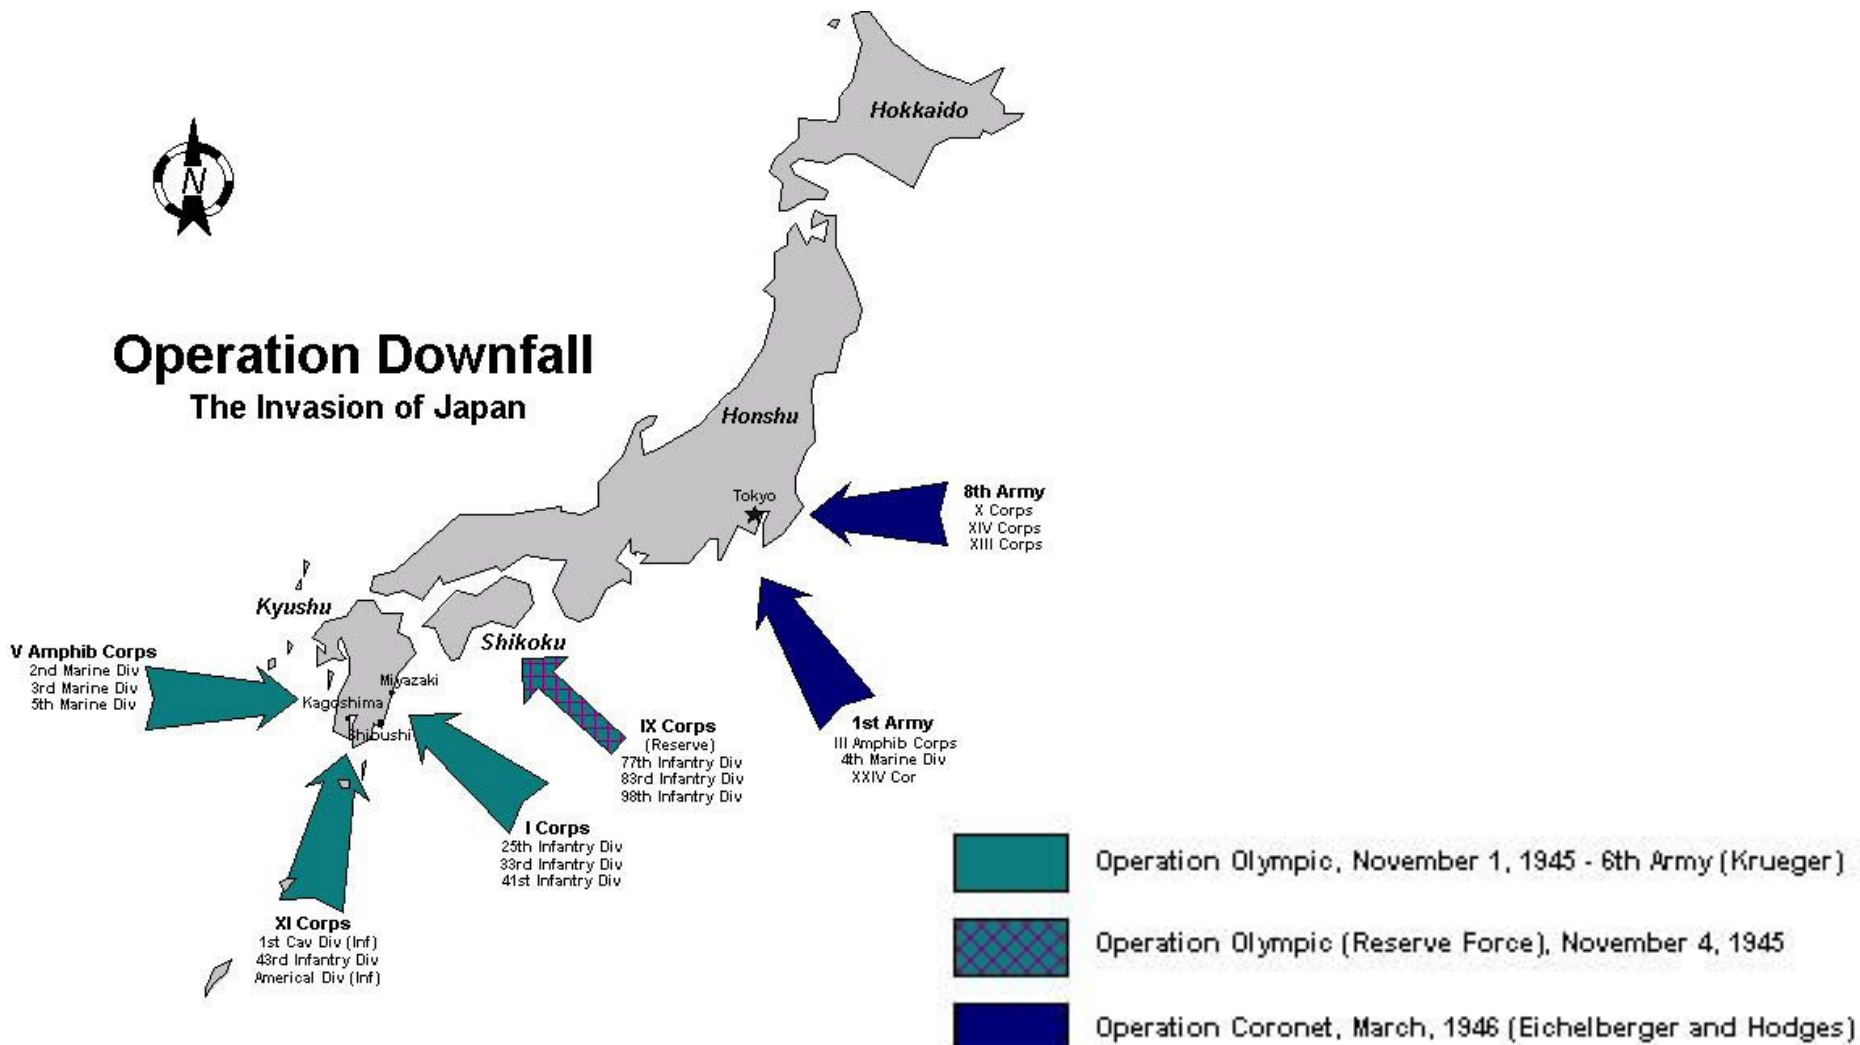 Hokkaido
N
Operation Downfall
The Invasion of Japan
Honshu
Tokyo
8th Army
X Corps
XIV Corps
XIII Corps
Kyushu
Shikoku
V Amphib Corps
2nd Marine Div
3rd Marine Div
5th Marine Div
Miyazaki
Kagoshima
Shibushi
IX Corps
(Reserve)
77th Infantry Div
83rd Infantry Div
98th Infantry Div
1st Army
III Amphib Corps
4th Marine Div
XXIV Cor
I Corps
25th Infantry Div
33rd Infantry Div
41st Infantry Div
XI Corps
1st Cav Div (Inf)
43rd Infantry Div
Americal Div (Inf)
Operation Olympic, November 1, 1945 - 6th Army (Krueger)
Operation Olympic (Reserve Force), November 4, 1945
Operation Coronet, March, 1946 (Eichelberger and Hodges)